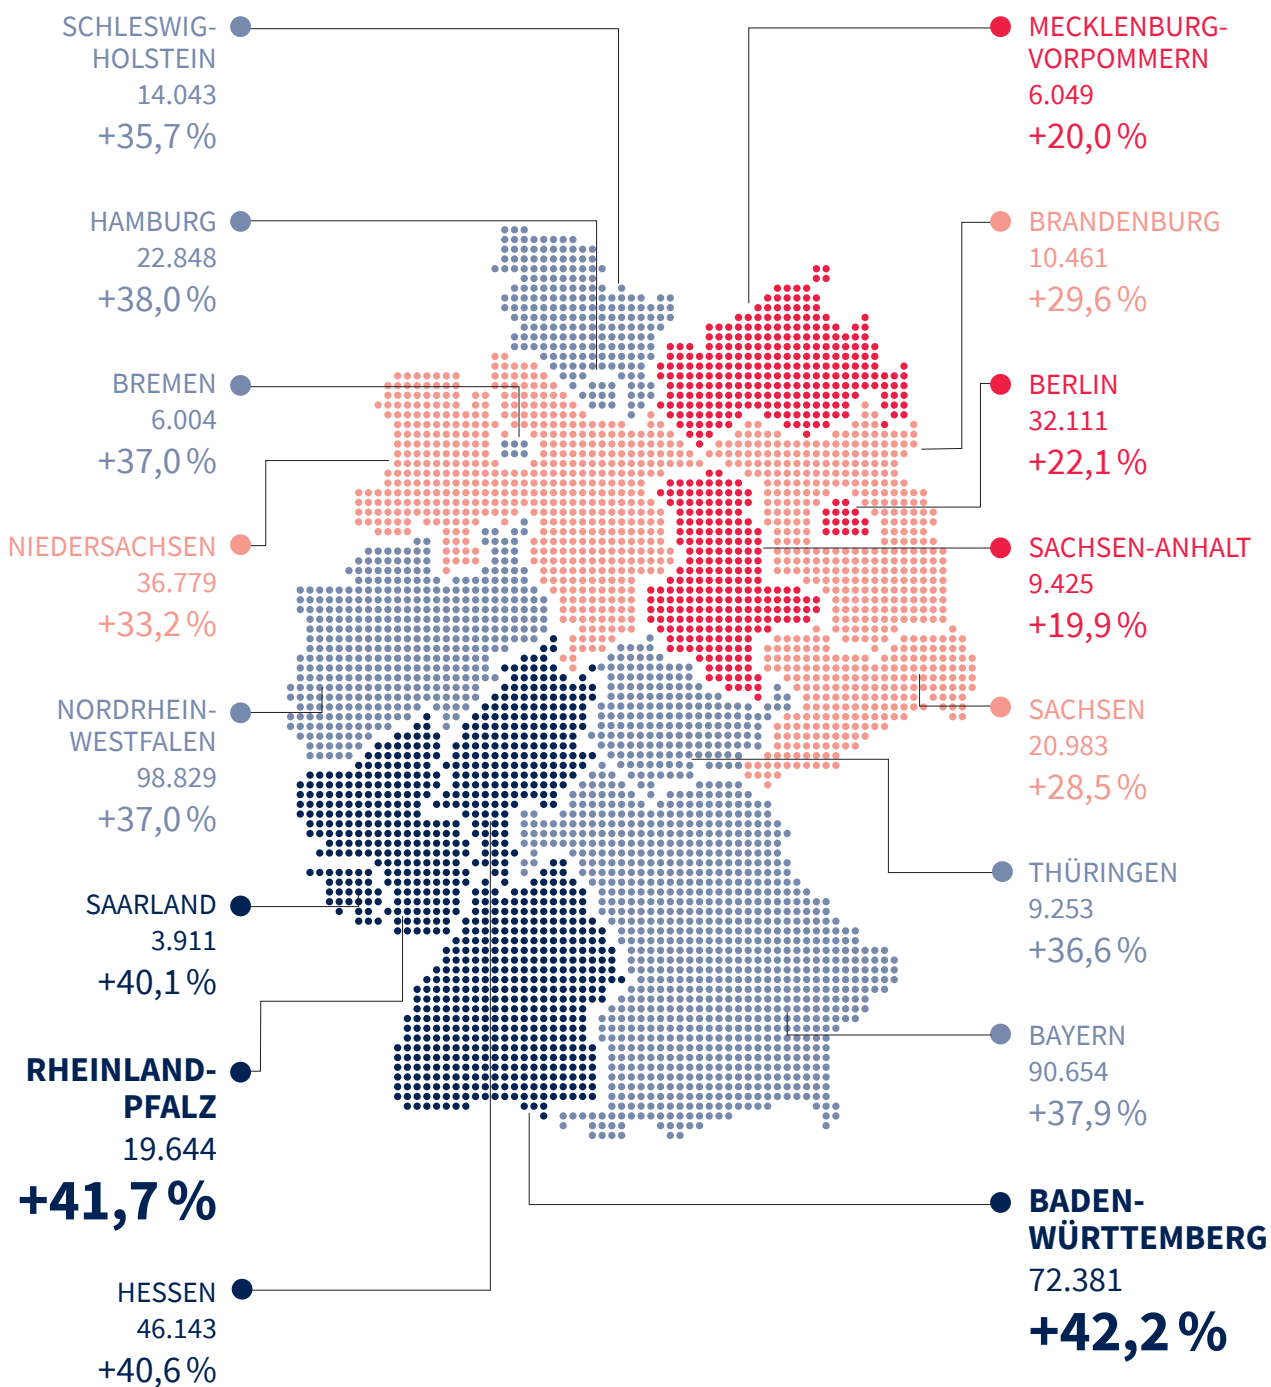 SCHLESWIG-
HOLSTEIN
14.043
+35,7 %
HAMBURG
22.848
+38,0 %
BREMEN
6.004
+37,0 %
NIEDERSACHSEN
36.779
+33,2 %
NORDRHEIN-
WESTFALEN
98.829
+37,0 %
SAARLAND
3.911
+40,1 %
RHEINLAND-
PFALZ
19.644
+41,7 %
HESSEN
46.143
+40,6 %
MECKLENBURG-
VORPOMMERN
6.049
+20,0 %
BRANDENBURG
10.461
+29,6 %
BERLIN
32.111
+22,1 %
SACHSEN-ANHALT
9.425
+19,9 %
SACHSEN
20.983
+28,5 %
THÜRINGEN
9.253
+36,6 %
BAYERN
90.654
+37,9 %
BADEN-
WÜRTTEMBERG
72.381
+42,2 %